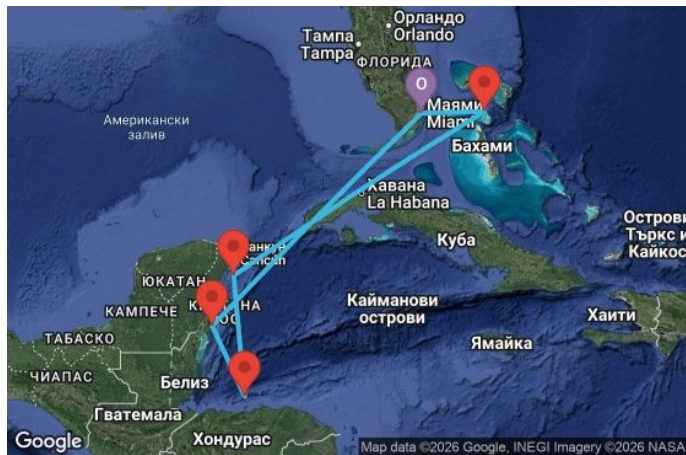 Орландо
Orlando
Тампа
Tampa
ФЛОРИДА
O
Маями
Miami
Американски
залив
Бахами
Хавана
La Habana
Острови
Търкс и
Кайкос
Куба
ЮКАТАН
Кайманови
острови
КАМПЕЧЕ
Хаити
Ямайка
ТАБАСКО
Белиз
ЧИАПАС
Гватемала
Хондурас
Google
Map data ©2026 Google, INEGI Imagery ©2026 NASA